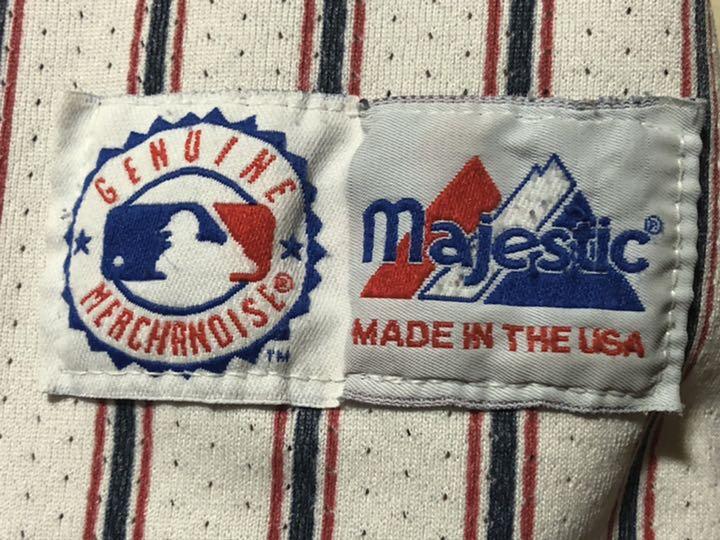 GENUINE
MERCHANDISE®
TM
Majestic®
MADE IN THE USA